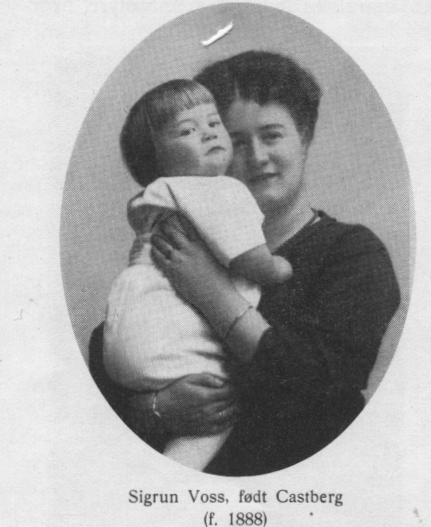 Sigrun Voss, født Castberg
(f. 1888)